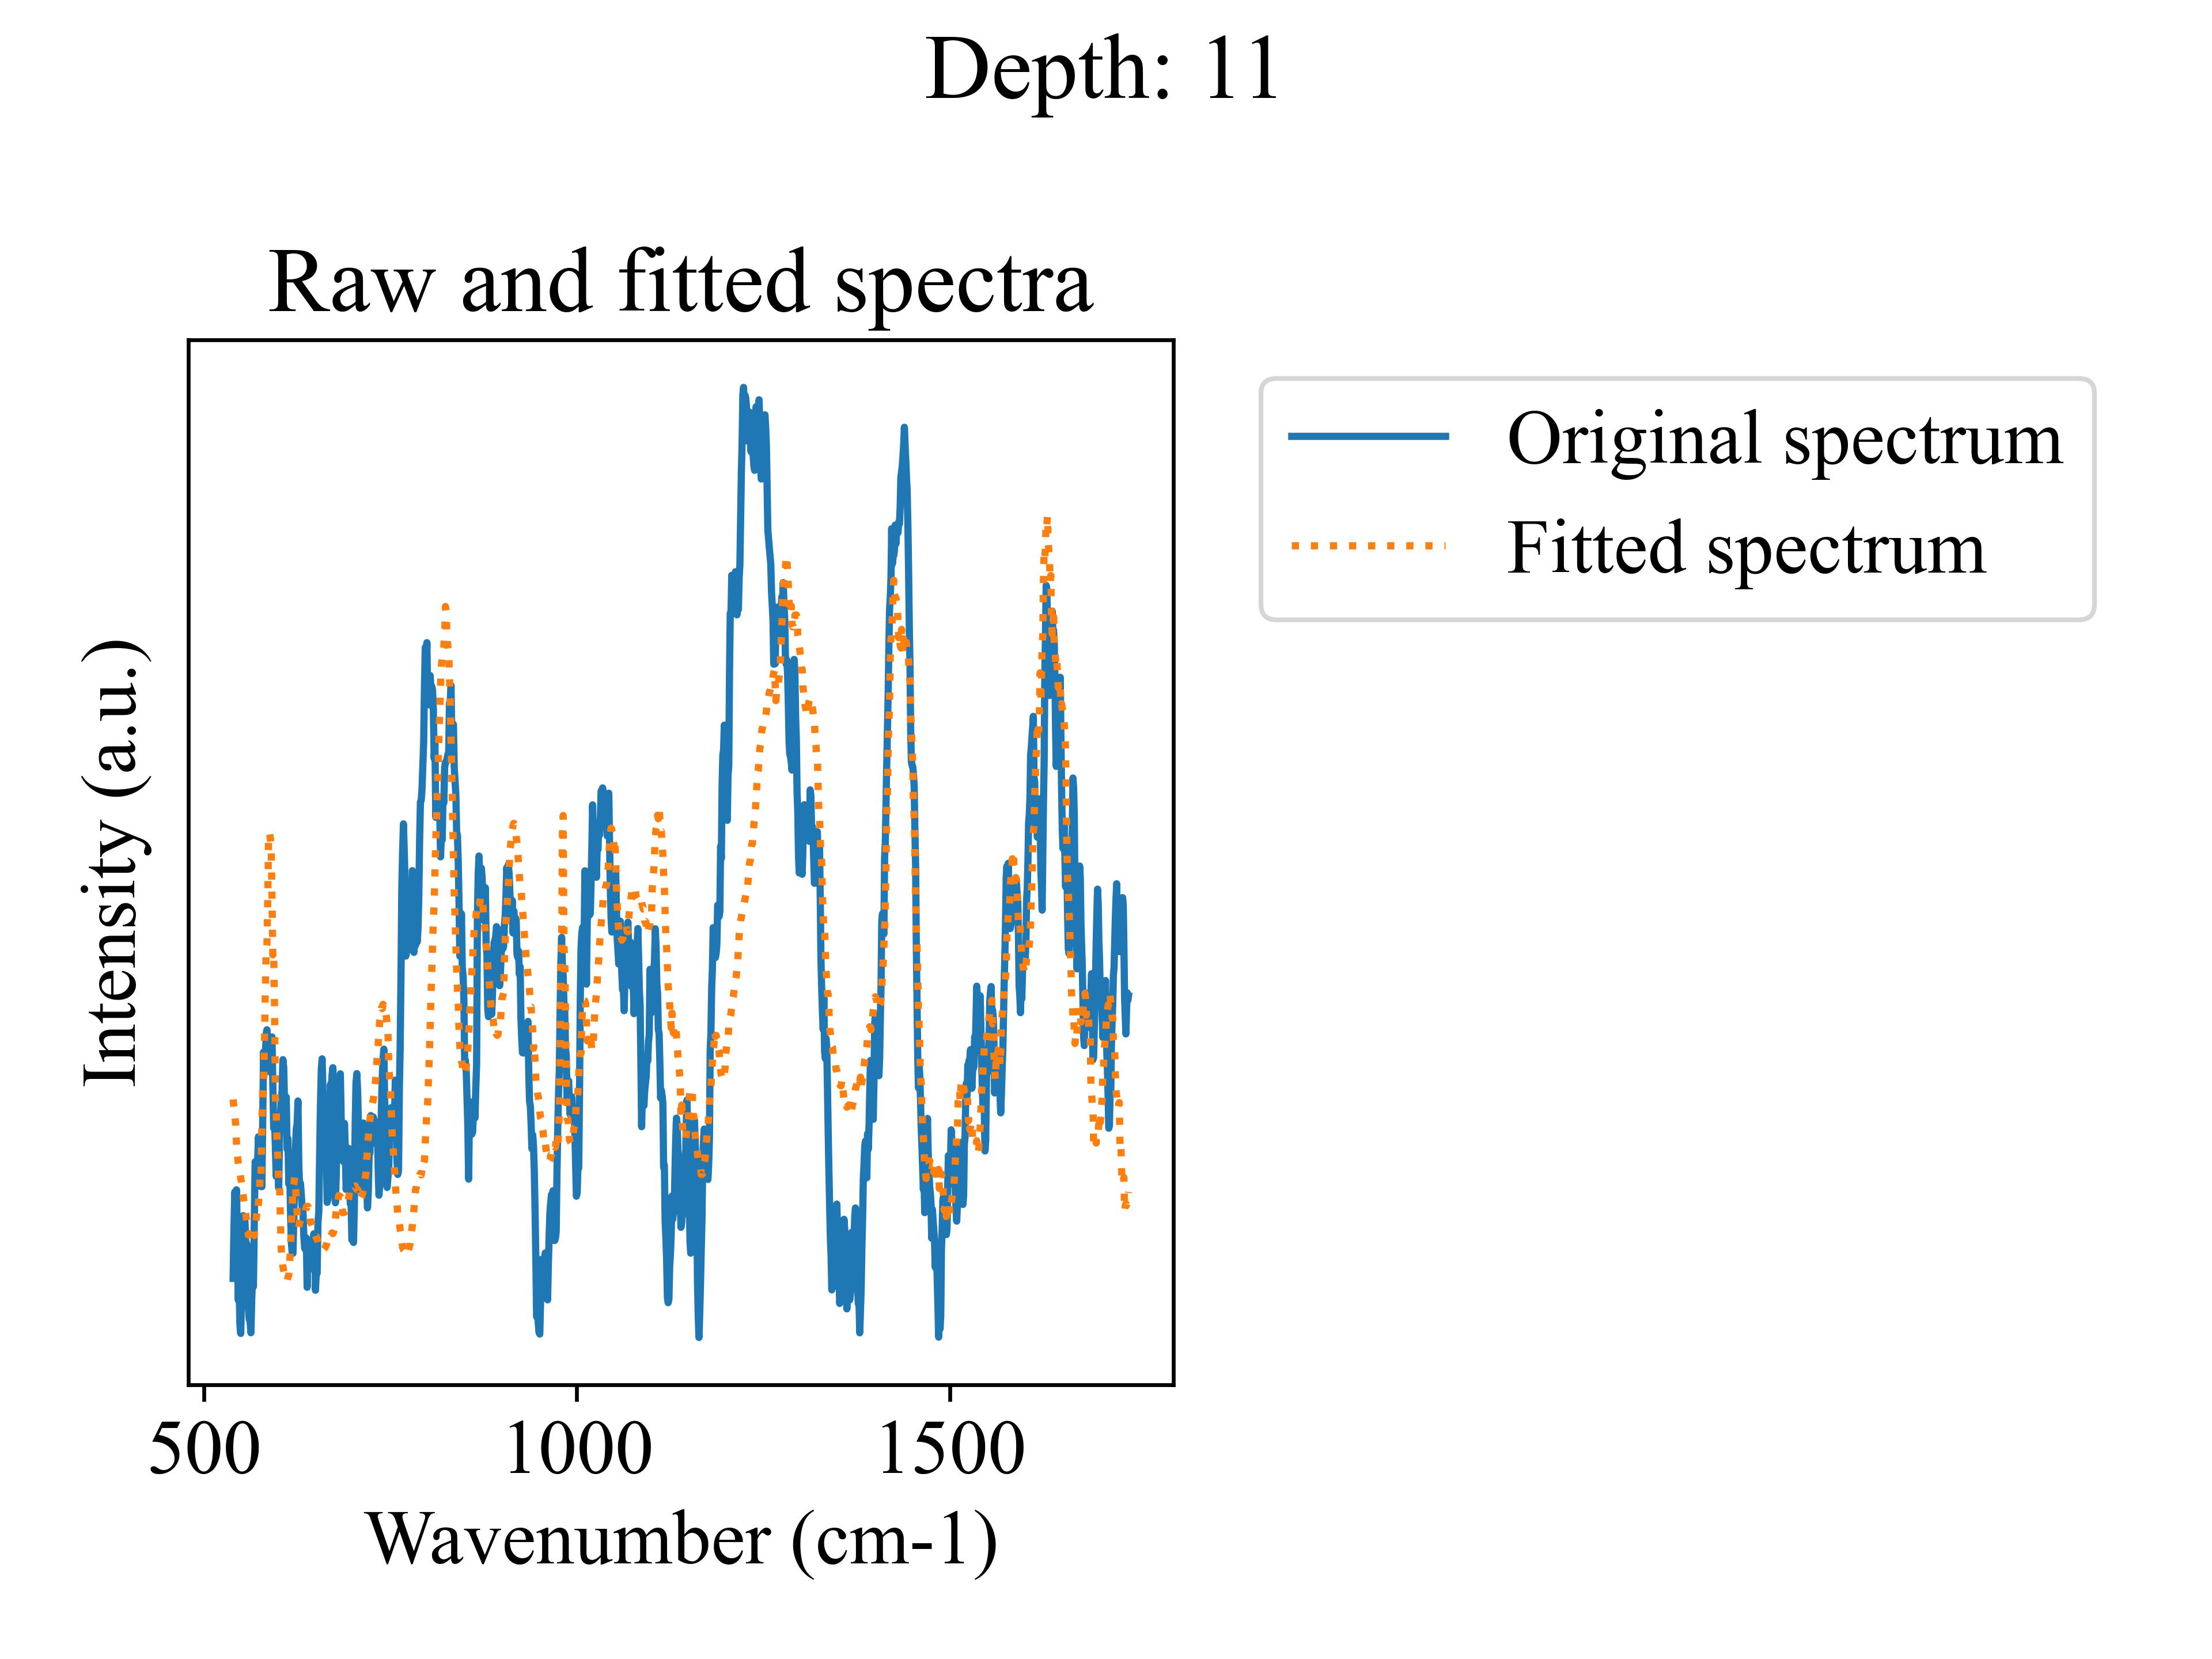 Depth: 11
Raw and fitted spectra
Original spectrum
Fitted spectrum
Intensity (a.u.)
500 1000 1500
Wavenumber (cm-1)